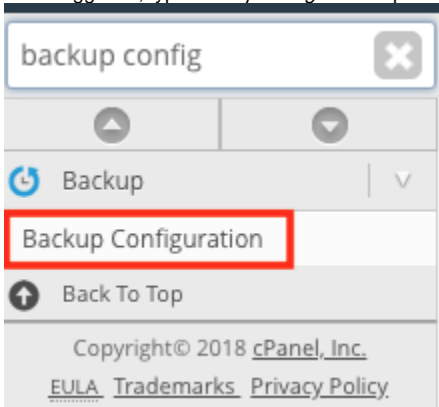 backup config
Backup
Backup Configuration
Back To Top
Copyright© 2018 cPanel, Inc.
EULA Trademarks Privacy Policy